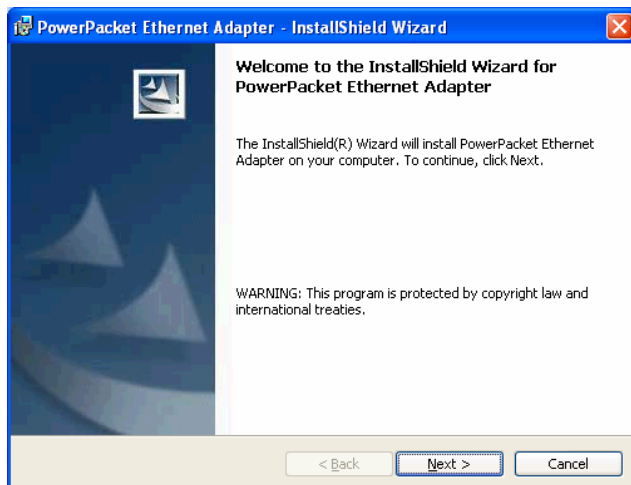 PowerPacket Ethernet Adapter - InstallShield Wizard
Welcome to the InstallShield Wizard for
PowerPacket Ethernet Adapter
The InstallShield(R) Wizard will install PowerPacket Ethernet
Adapter on your computer. To continue, click Next.
WARNING: This program is protected by copyright law and
international treaties.
< Back
Next >
Cancel